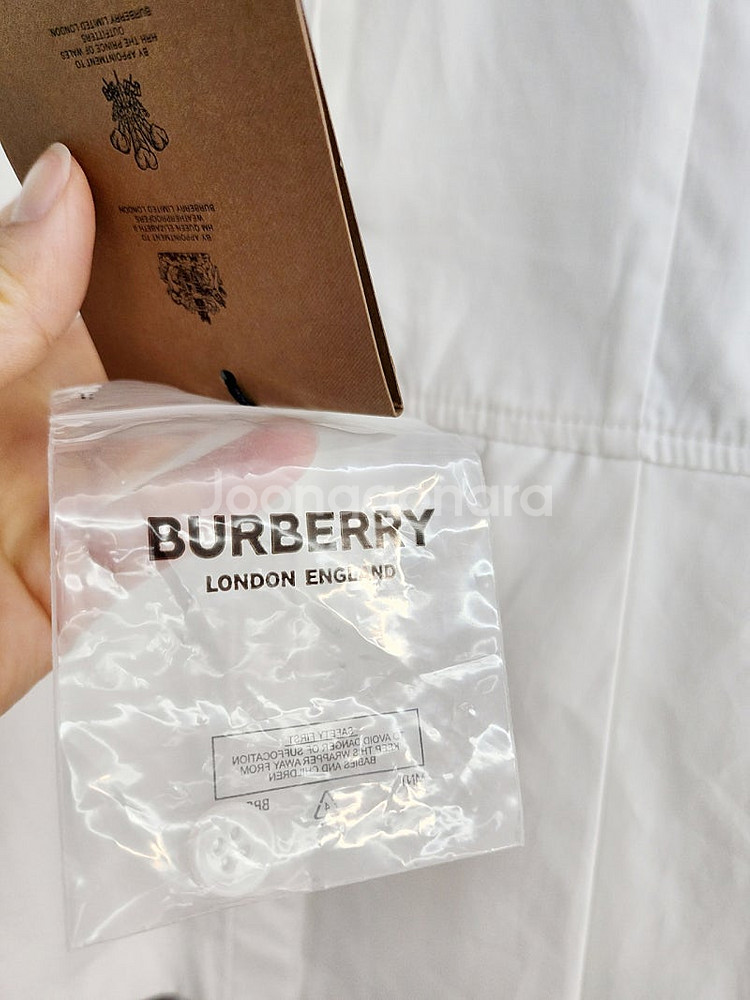 BY APPOINTMENT TO
HRH THE PRINCE OF WALES
OUTFITTERS
BURBERRY LIMITED LONDON.
BY APPOINTMENT TO
HM QUEEN ELIZABETH II
WEATHERPROOFERS
BURBERRY LIMITED LONDON
Joonggonara
BURBERRY
LONDON ENGLAND
SAFETY FIRST:
TO AVOID DANGER OF SUFFOCATION
KEEP THIS WRAPPER AWAY FROM
BABIES AND CHILDREN
4